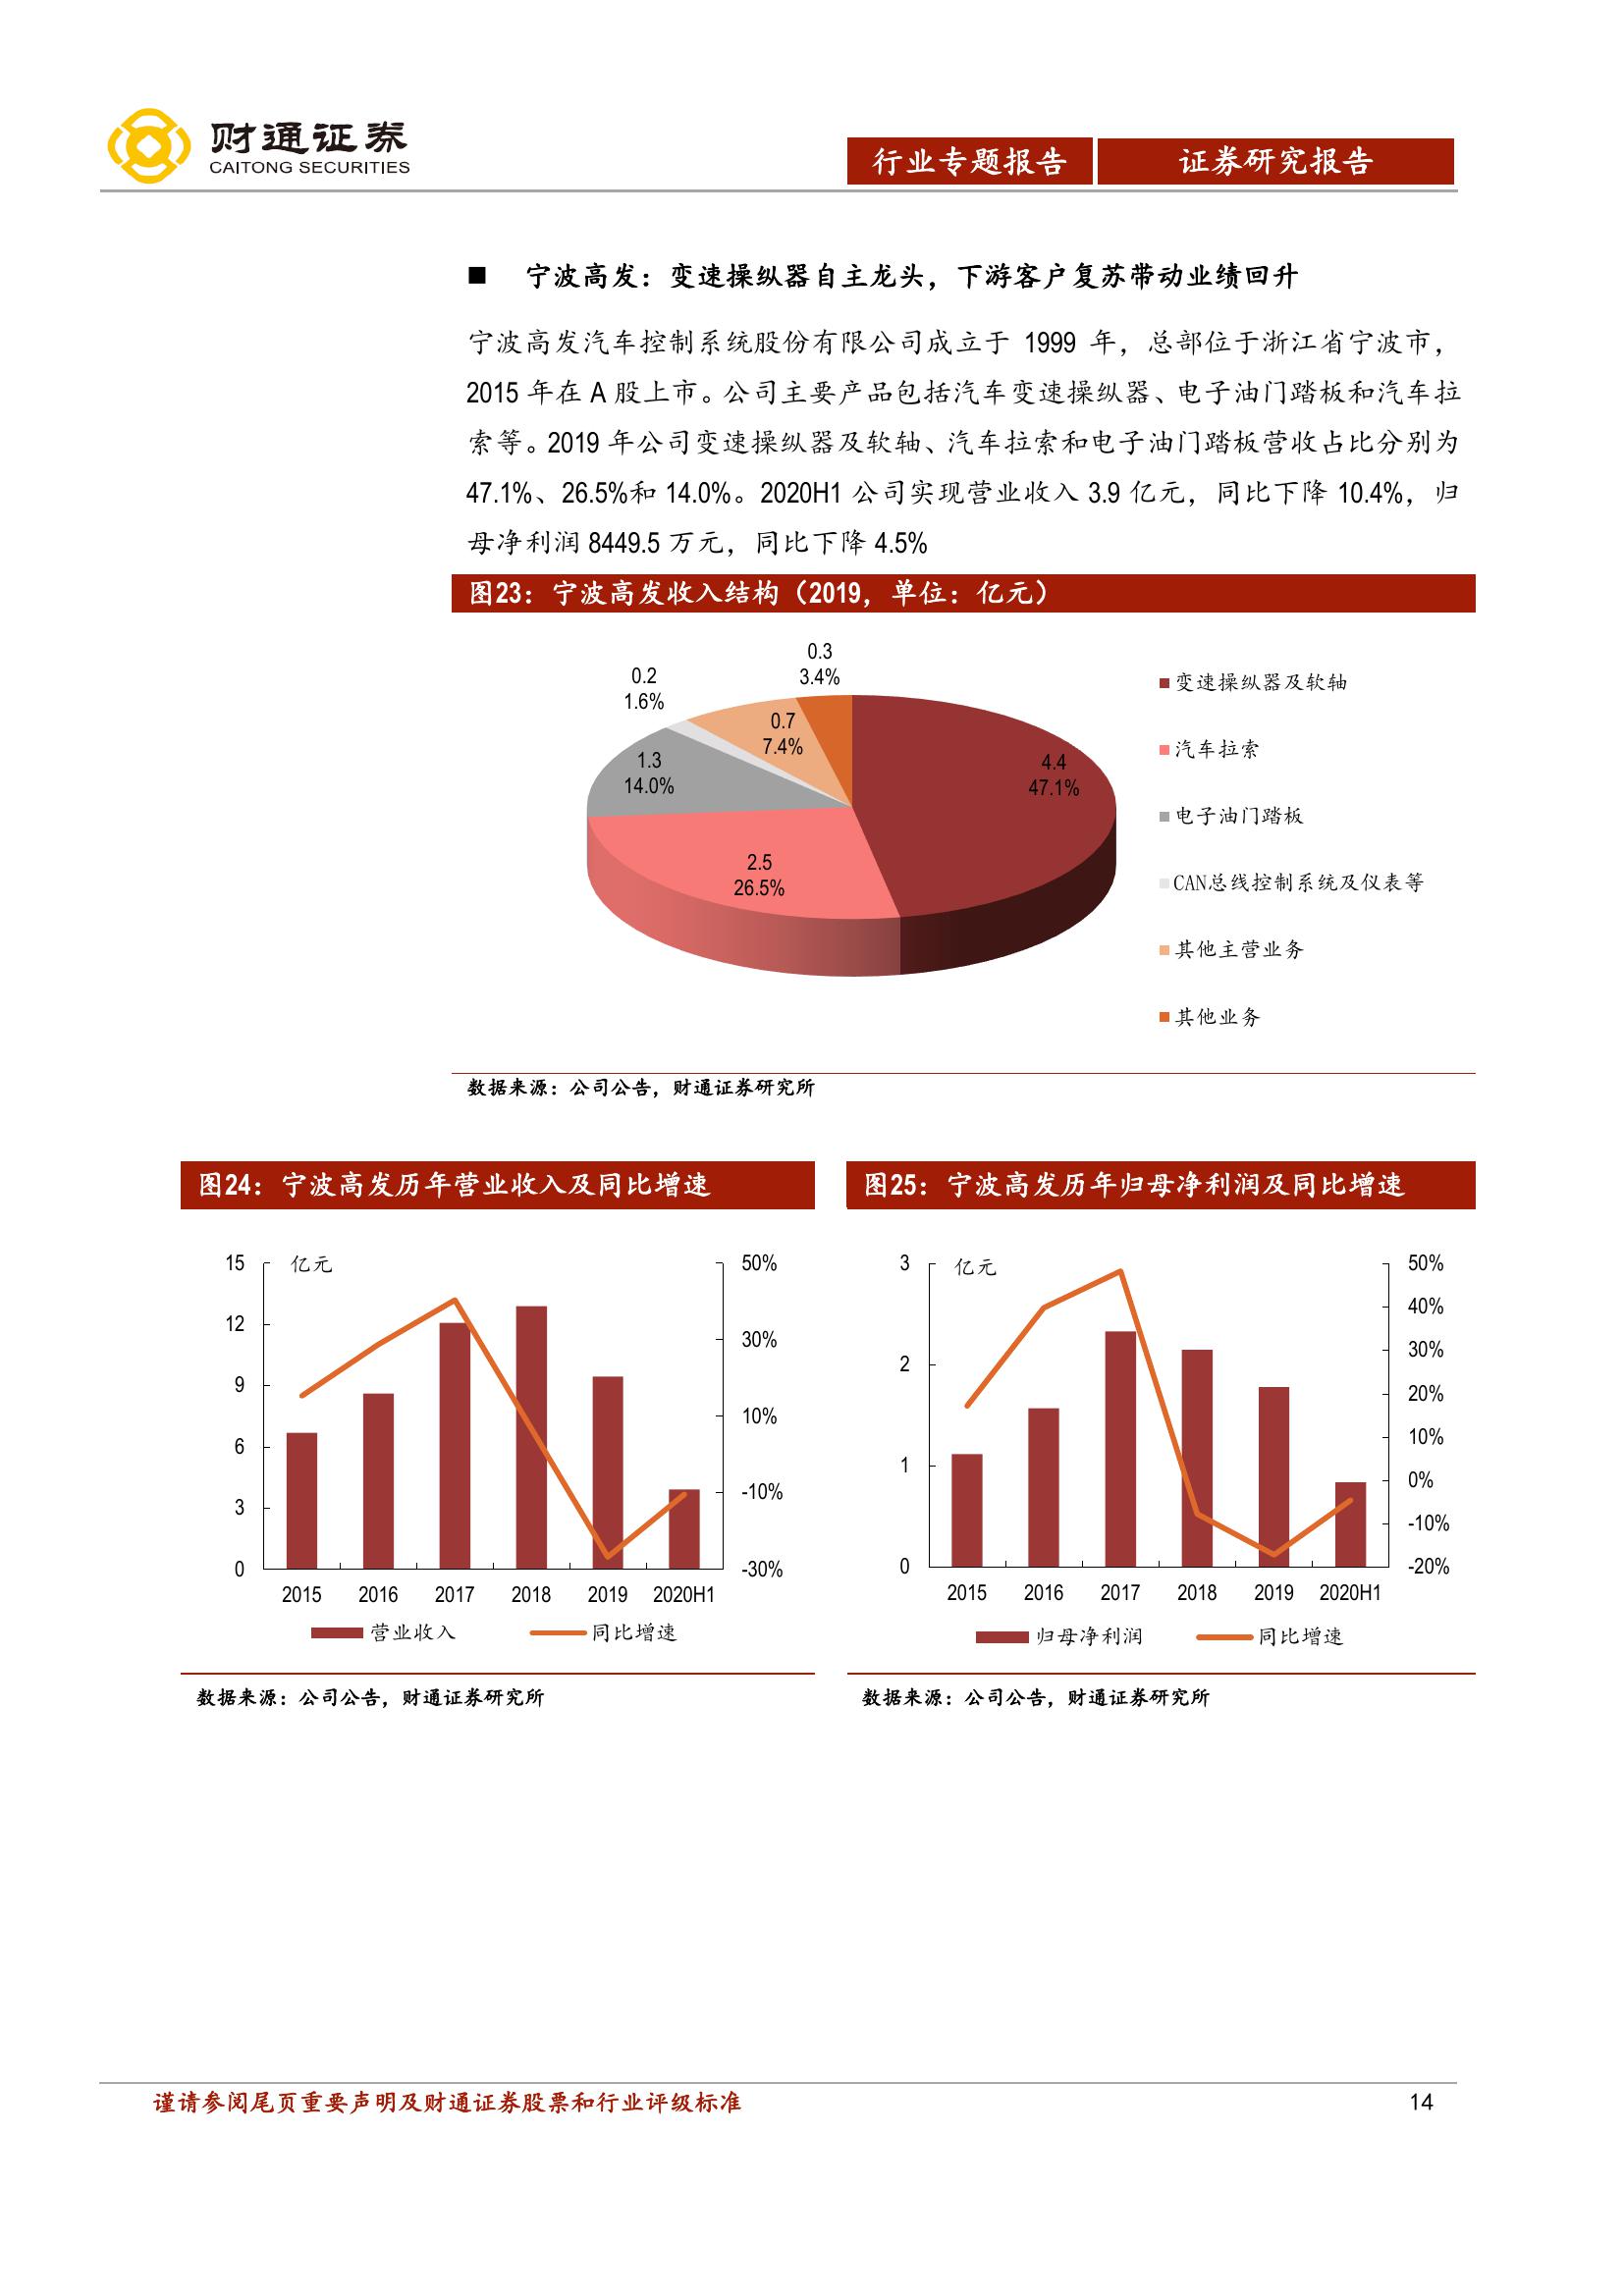 财通证券
CAITONG SECURITIES
行业专题报告 证券研究报告
■ 宁波高发：变速操纵器自主龙头，下游客户复苏带动业绩回升
宁波高发汽车控制系统股份有限公司成立于 1999 年，总部位于浙江省宁波市，
2015 年在 A 股上市。公司主要产品包括汽车变速操纵器、电子油门踏板和汽车拉
索等。2019 年公司变速操纵器及软轴、汽车拉索和电子油门踏板营收占比分别为
47.1%、26.5%和 14.0%。2020H1 公司实现营业收入 3.9 亿元，同比下降 10.4%，归
母净利润 8449.5 万元，同比下降 4.5%
图23：宁波高发收入结构（2019，单位：亿元）
0.3
3.4%
0.2
1.6%
0.7
7.4%
1.3
14.0%
4.4
47.1%
2.5
26.5%
变速操纵器及软轴
汽车拉索
电子油门踏板
CAN总线控制系统及仪表等
其他主营业务
其他业务
数据来源：公司公告，财通证券研究所
图24：宁波高发历年营业收入及同比增速
亿元
15
12
9
6
3
0
50%
30%
10%
-10%
-30%
2015 2016 2017 2018 2019 2020H1
营业收入 同比增速
数据来源：公司公告，财通证券研究所
图25：宁波高发历年归母净利润及同比增速
亿元
3
2
1
0
50%
40%
30%
20%
10%
0%
-10%
-20%
2015 2016 2017 2018 2019 2020H1
归母净利润 同比增速
数据来源：公司公告，财通证券研究所
谨请参阅尾页重要声明及财通证券股票和行业评级标准 14